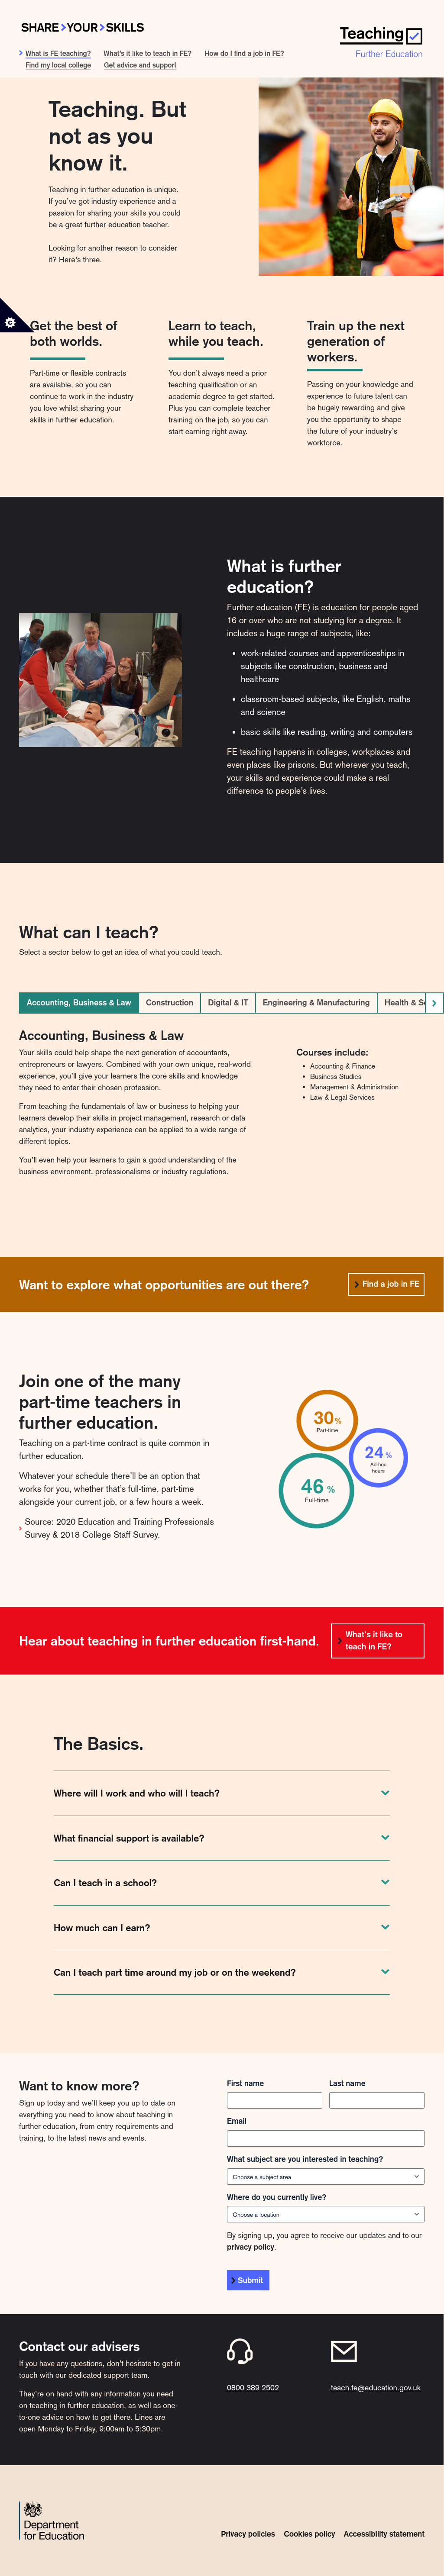 SHARE YOUR SKILLS
Teaching
Further Education
What is FE teaching?
What's it like to teach in FE?
How do I find a job in FE?
Find my local college
Get advice and support
Teaching. But
not as you
know it.
Teaching in further education is unique.
If you've got industry experience and a
passion for sharing your skills you could
be a great further education teacher.
Looking for another reason to consider
it? Here's three.
Get the best of
both worlds.
Part-time or flexible contracts
are available, so you can
continue to work in the industry
you love whilst sharing your
skills in further education.
Learn to teach,
while you teach.
You don't always need a prior
teaching qualification or an
academic degree to get started.
Plus you can complete teacher
training on the job, so you can
start earning right away.
Train up the next
generation of
workers.
Passing on your knowledge and
experience to future talent can
be hugely rewarding and give
you the opportunity to shape
the future of your industry's
workforce.
What is further
education?
Further education (FE) is education for people aged
16 or over who are not studying for a degree. It
includes a huge range of subjects, like:
• work-related courses and apprenticeships in
subjects like construction, business and
healthcare
• classroom-based subjects, like English, maths
and science
• basic skills like reading, writing and computers
FE teaching happens in colleges, workplaces and
even places like prisons. But wherever you teach,
your skills and experience could make a real
difference to people's lives.
What can I teach?
Select a sector below to get an idea of what you could teach.
Accounting, Business & Law
Construction
Digital & IT
Engineering & Manufacturing
Health & Sc
Accounting, Business & Law
Your skills could help shape the next generation of accountants,
entrepreneurs or lawyers. Combined with your own unique, real-world
experience, you'll give your learners the core skills and knowledge
they need to enter their chosen profession.
From teaching the fundamentals of law or business to helping your
learners develop their skills in project management, research or data
analytics, your industry experience can be applied to a wide range of
different topics.
You'll even help your learners to gain a good understanding of the
business environment, professionalisms or industry regulations.
Courses include:
• Accounting & Finance
• Business Studies
• Management & Administration
• Law & Legal Services
Want to explore what opportunities are out there?
Find a job in FE
Join one of the many
part-time teachers in
further education.
Teaching on a part-time contract is quite common in
further education.
Whatever your schedule there'll be an option that
works for you, whether that's full-time, part-time
alongside your current job, or a few hours a week.
Source: 2020 Education and Training Professionals
Survey & 2018 College Staff Survey.
30%
Part-time
24 %
Ad-hoc
hours
46 %
Full-time
Hear about teaching in further education first-hand.
What's it like to
teach in FE?
The Basics.
Where will I work and who will I teach?
What financial support is available?
Can I teach in a school?
How much can I earn?
Can I teach part time around my job or on the weekend?
Want to know more?
Sign up today and we'll keep you up to date on
everything you need to know about teaching in
further education, from entry requirements and
training, to the latest news and events.
First name
Last name
Email
What subject are you interested in teaching?
Choose a subject area
Where do you currently live?
Choose a location
By signing up, you agree to receive our updates and to our
privacy policy.
Submit
Contact our advisers
If you have any questions, don't hesitate to get in
touch with our dedicated support team.
They're on hand with any information you need
on teaching in further education, as well as one-
to-one advice on how to get there. Lines are
open Monday to Friday, 9:00am to 5:30pm.
0800 389 2502
teach.fe@education.gov.uk
Department
for Education
Privacy policies
Cookies policy
Accessibility statement